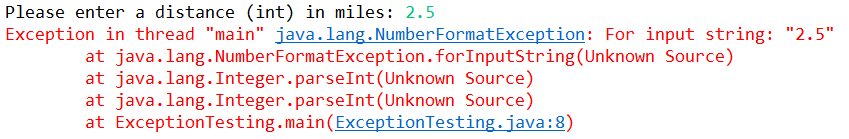 Please enter a distance (int) in miles: 2.5
Exception in thread "main" java.lang.NumberFormatException: For input string: "2.5"
at java.lang.NumberFormatException.forInputString(Unknown Source)
at java.lang.Integer.parseInt(Unknown Source)
at java.lang.Integer.parseInt(Unknown Source)
at ExceptionTesting.main(ExceptionTesting.java:8)